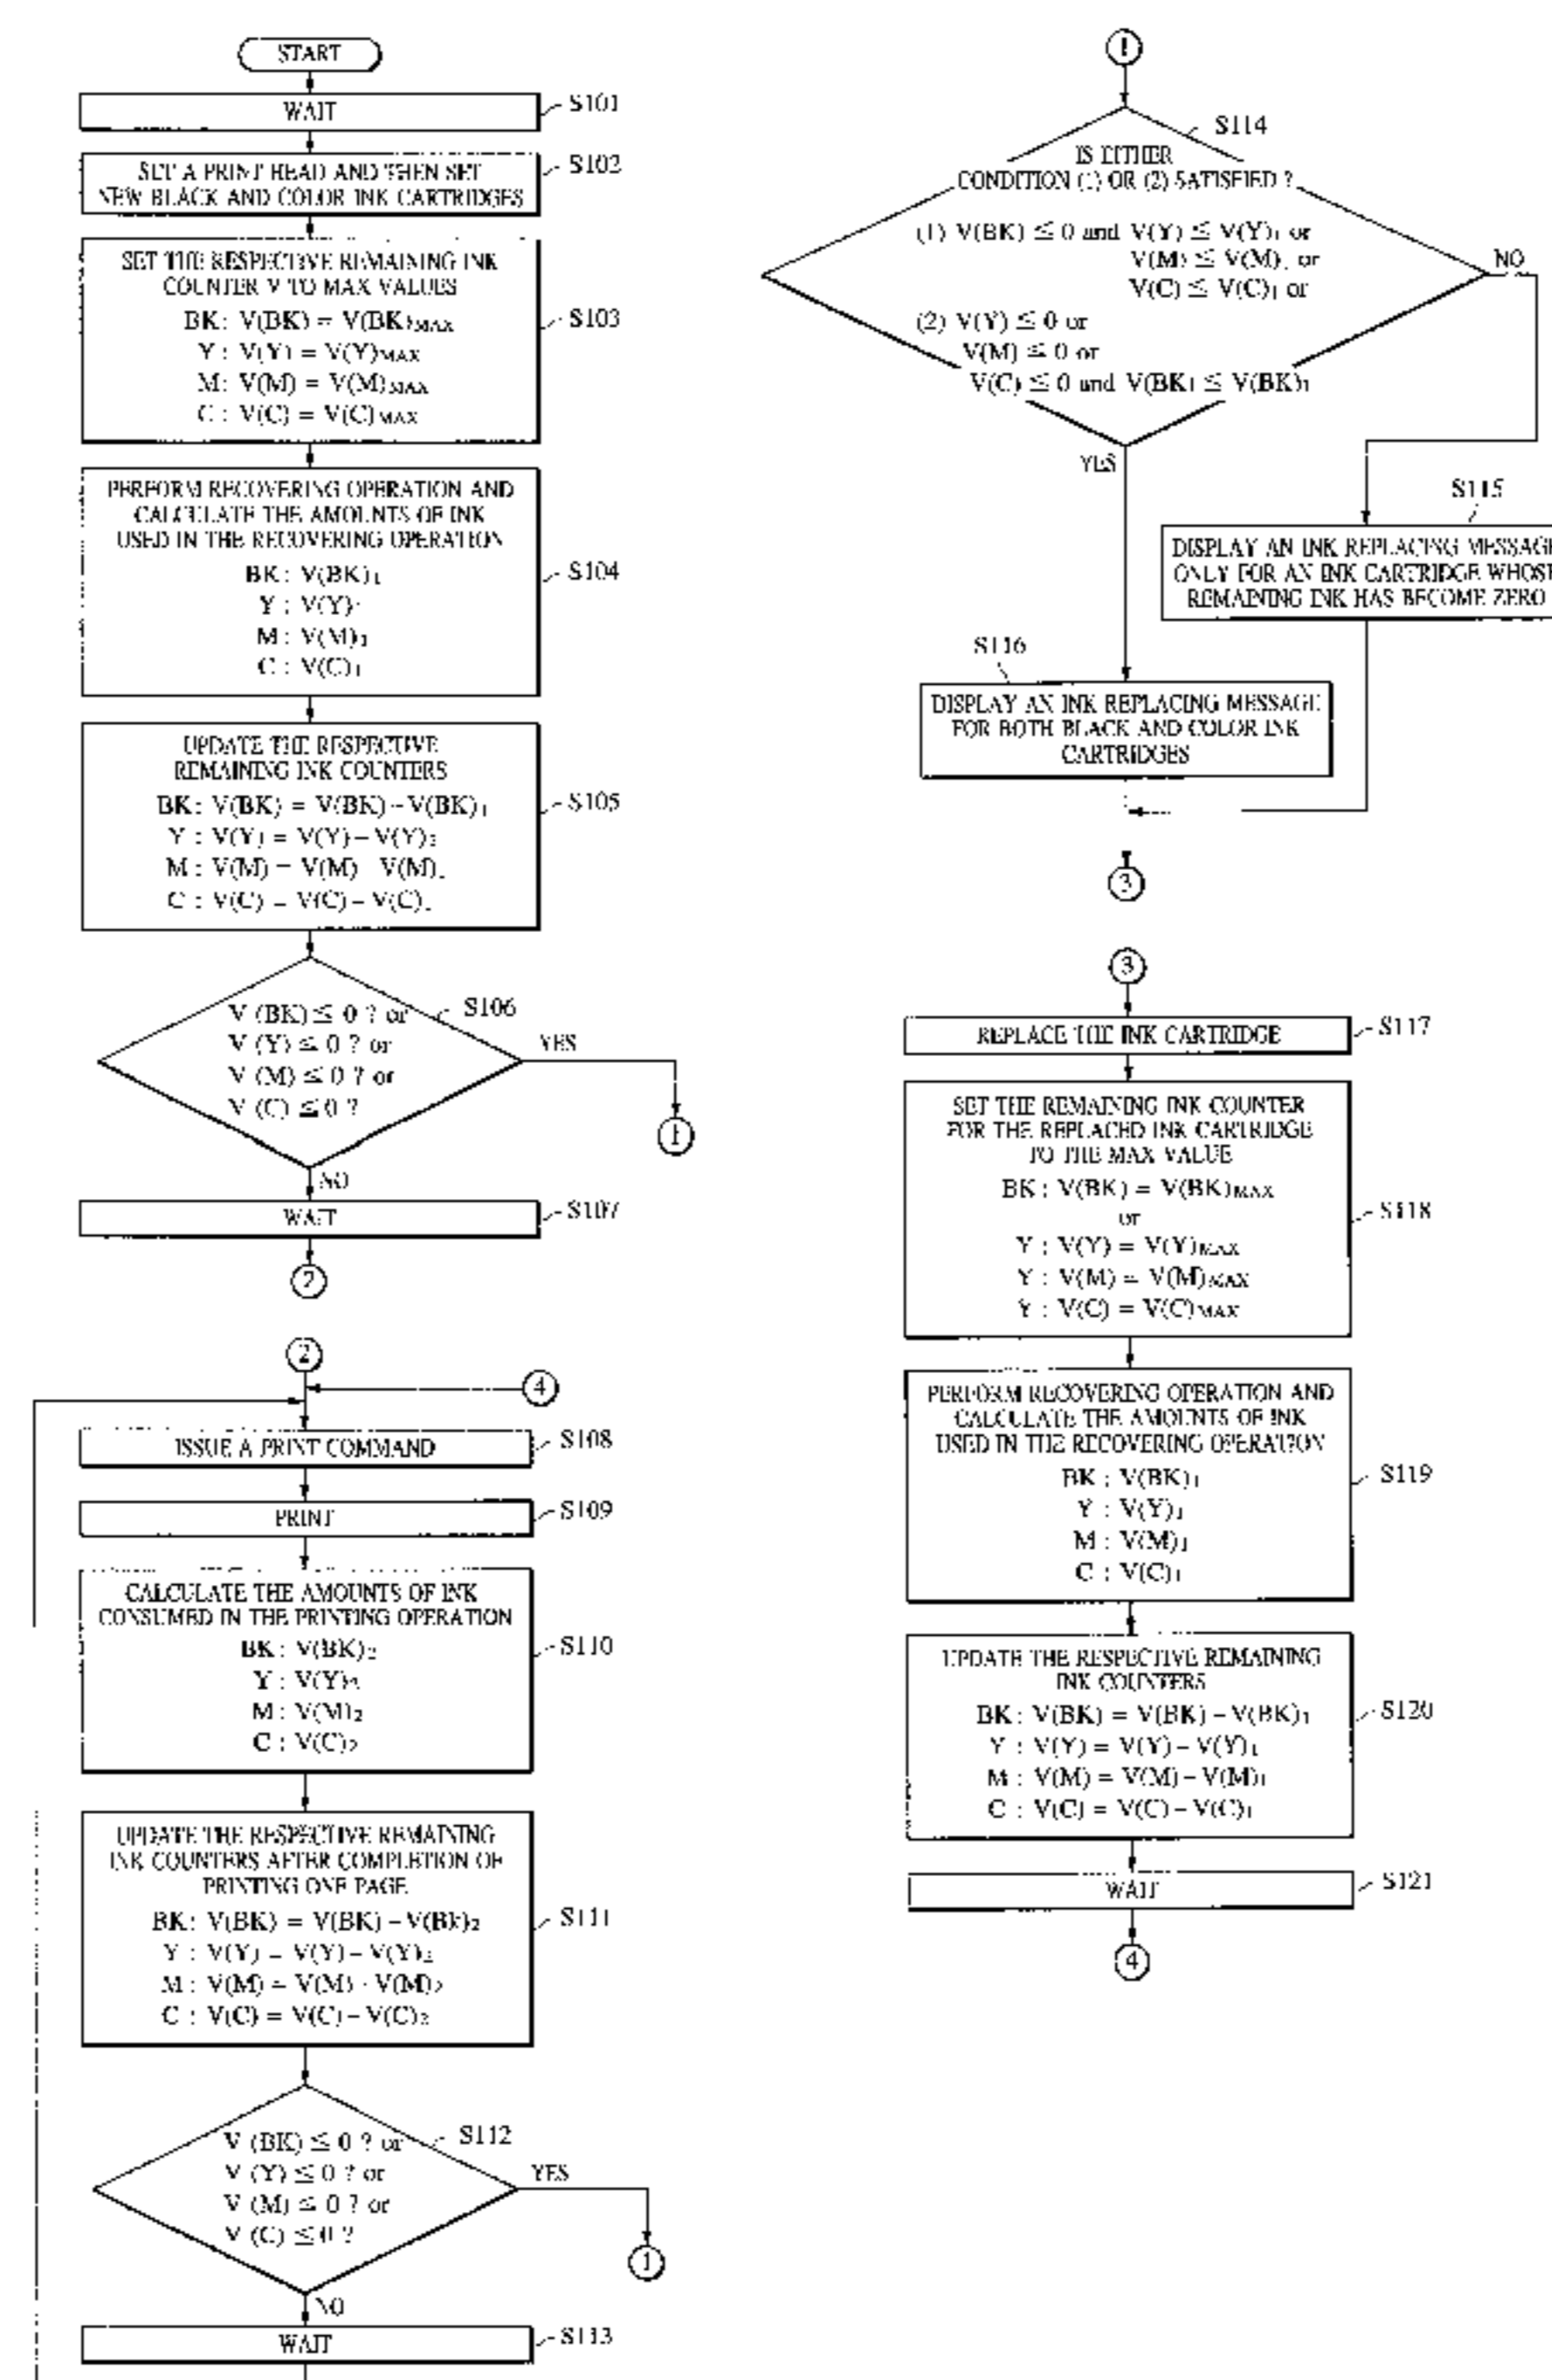 START
WAIT
S101
SET A PRINT HEAD AND THEN SET
NEW BLACK AND COLOR INK CARTRIDGES
S102
SET THE RESPECTIVE REMAINING INK
COUNTER V TO MAX VALUES
BK: V(BK) = V(BK)MAX
Y : V(Y) = V(Y)MAX
M: V(M) = V(M)MAX
C : V(C) = V(C)MAX
S103
PERFORM RECOVERING OPERATION AND
CALCULATE THE AMOUNTS OF INK
USED IN THE RECOVERING OPERATION
BK : V(BK)1
Y : V(Y)1
M : V(M)1
C : V(C)1
S104
UPDATE THE RESPECTIVE
REMAINING INK COUNTERS
BK: V(BK) = V(BK) – V(BK)1
Y : V(Y) = V(Y) – V(Y)1
M : V(M) = V(M) – V(M)1
C : V(C) = V(C) – V(C)1
S105
V (BK) ≤ 0 ? or
V (Y) ≤ 0 ? or
V (M) ≤ 0 ? or
V (C) ≤ 0 ?
S106
YES
1
NO
WAIT
S107
2
2
4
ISSUE A PRINT COMMAND
S108
PRINT
S109
CALCULATE THE AMOUNTS OF INK
CONSUMED IN THE PRINTING OPERATION
BK : V(BK)2
Y : V(Y)2
M : V(M)2
C : V(C)2
S110
UPDATE THE RESPECTIVE REMAINING
INK COUNTERS AFTER COMPLETION OF
PRINTING ONE PAGE
BK: V(BK) = V(BK) – V(BK)2
Y : V(Y) = V(Y) – V(Y)2
M : V(M) = V(M) – V(M)2
C : V(C) = V(C) – V(C)2
S111
V (BK) ≤ 0 ? or
V (Y) ≤ 0 ? or
V (M) ≤ 0 ? or
V (C) ≤ 0 ?
S112
YES
1
NO
WAIT
S113
1
S114
IS EITHER
CONDITION (1) OR (2) SATISFIED ?
(1) V(BK) ≤ 0 and V(Y) ≤ V(Y)1 or
V(M) ≤ V(M)1 or
V(C) ≤ V(C)1 or
(2) V(Y) ≤ 0 or
V(M) ≤ 0 or
V(C) ≤ 0 and V(BK) ≤ V(BK)1
NO
YES
S115
DISPLAY AN INK REPLACING MESSAGE
ONLY FOR AN INK CARTRIDGE WHOSE
REMAINING INK HAS BECOME ZERO
S116
DISPLAY AN INK REPLACING MESSAGE
FOR BOTH BLACK AND COLOR INK
CARTRIDGES
3
3
REPLACE THE INK CARTRIDGE
S117
SET THE REMAINING INK COUNTER
FOR THE REPLACED INK CARTRIDGE
TO THE MAX VALUE
BK : V(BK) = V(BK)MAX
or
Y : V(Y) = V(Y)MAX
Y : V(M) = V(M)MAX
Y : V(C) = V(C)MAX
S118
PERFORM RECOVERING OPERATION AND
CALCULATE THE AMOUNTS OF INK
USED IN THE RECOVERING OPERATION
BK : V(BK)1
Y : V(Y)1
M : V(M)1
C : V(C)1
S119
UPDATE THE RESPECTIVE REMAINING
INK COUNTERS
BK : V(BK) = V(BK) – V(BK)1
Y : V(Y) = V(Y) – V(Y)1
M : V(M) = V(M) – V(M)1
C : V(C) = V(C) – V(C)1
S120
WAIT
S121
4